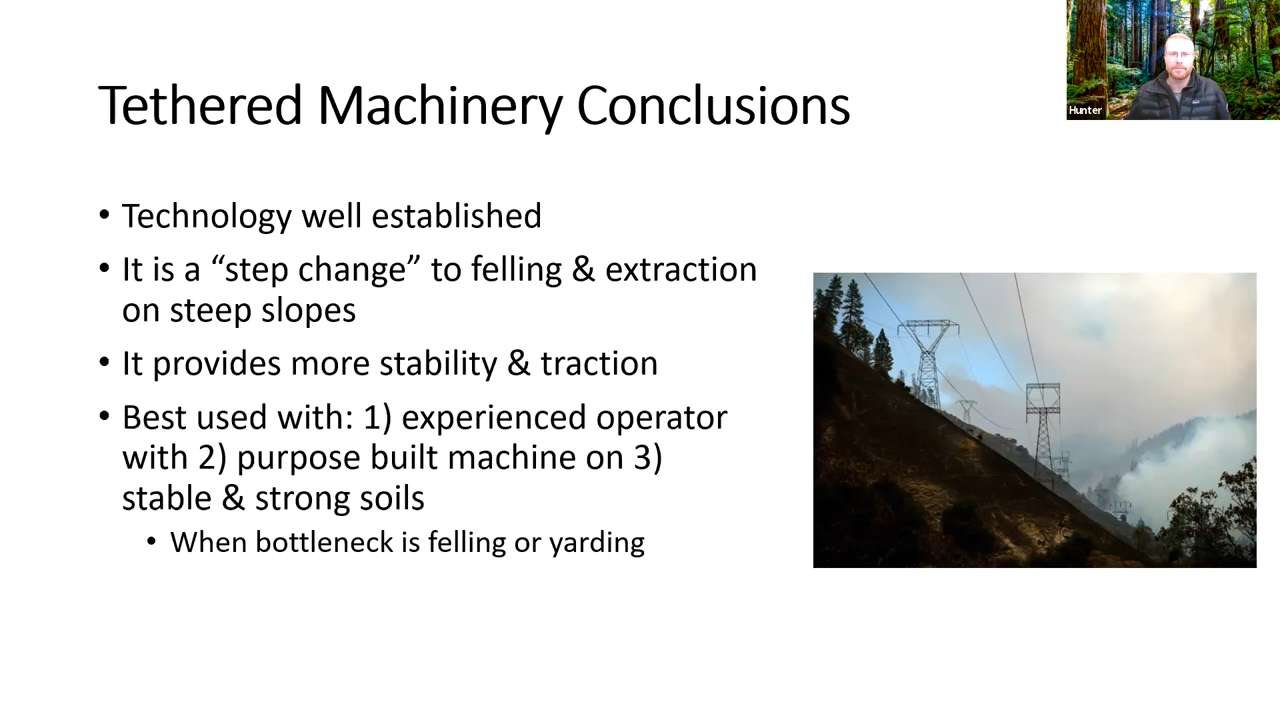 Hunter
Tethered Machinery Conclusions
• Technology well established
• It is a “step change” to felling & extraction
on steep slopes
• It provides more stability & traction
• Best used with: 1) experienced operator
with 2) purpose built machine on 3)
stable & strong soils
• When bottleneck is felling or yarding